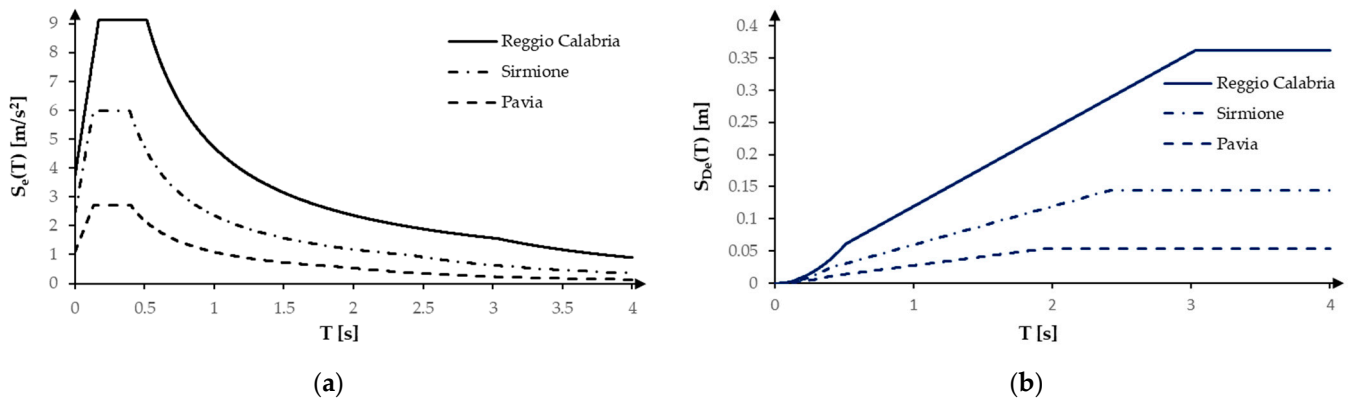 9
8
7
6
5
4
3
2
1
0
Se(T) [m/s²]
Reggio Calabria
Sirmione
Pavia
0 0.5 1 1.5 2 2.5 3 3.5 4
T [s]
(a)
0.4
0.35
0.3
0.25
0.2
0.15
0.1
0.05
0
SDe(T) [m]
Reggio Calabria
Sirmione
Pavia
0 1 2 3 4
T [s]
(b)